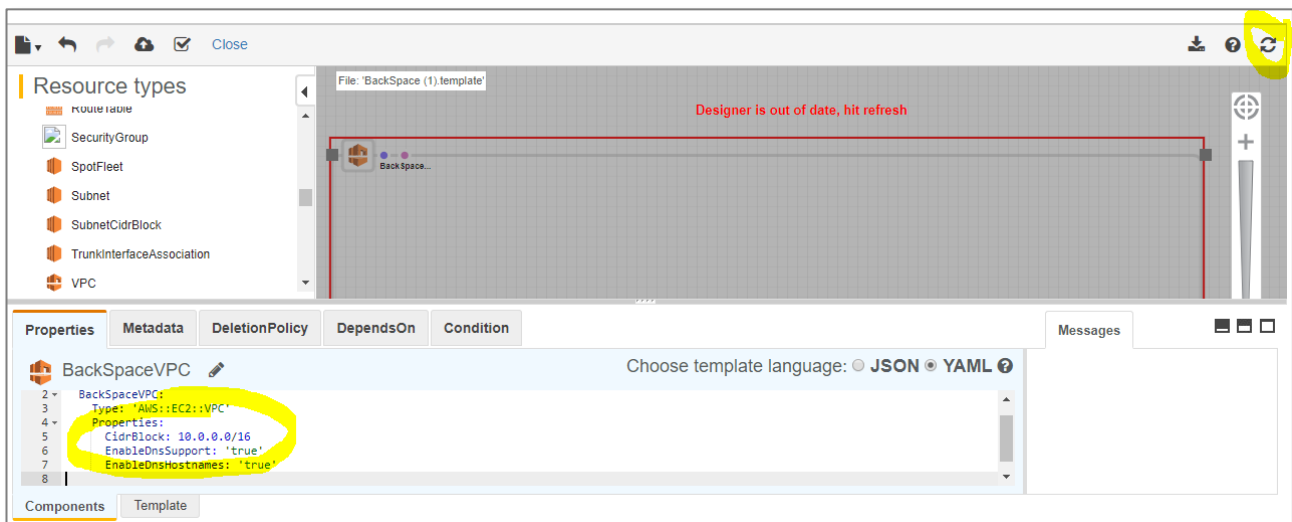 Close
Resource types
File: 'BackSpace (1).template'
Designer is out of date, hit refresh
RouteTable
SecurityGroup
SpotFleet
Subnet
SubnetCidrBlock
TrunkInterfaceAssociation
VPC
BackSpace...
Properties
Metadata
DeletionPolicy
DependsOn
Condition
Messages
BackSpaceVPC
Choose template language: JSON YAML
2 BackSpaceVPC:
3 Type: 'AWS::EC2::VPC'
4 Properties:
5 CidrBlock: 10.0.0.0/16
6 EnableDnsSupport: 'true'
7 EnableDnsHostnames: 'true'
8
Components
Template